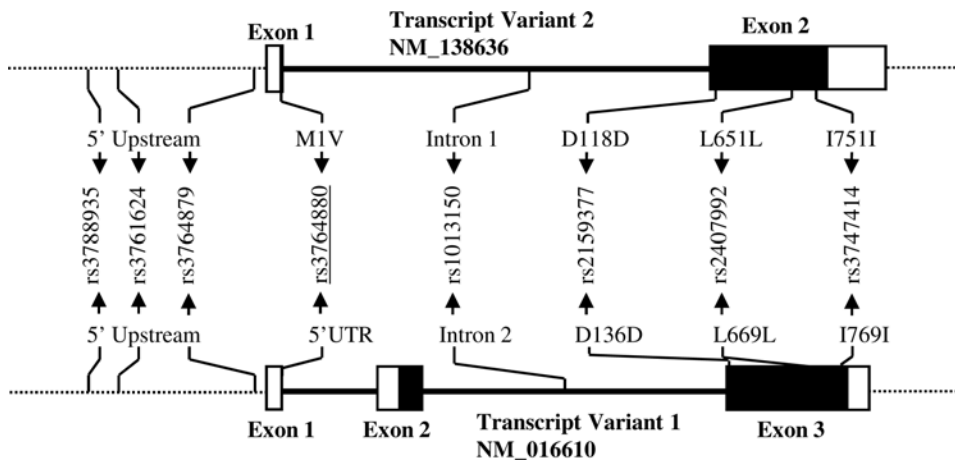 Exon 1
Transcript Variant 2
NM_138636
Exon 2
5' Upstream
M1V
Intron 1
D118D
L651L
I751I
rs3788935
rs3761624
rs3764879
rs3764880
rs1013150
rs2159377
rs2407992
rs3747414
5' Upstream
5'UTR
Intron 2
D136D
L669L
I769I
Exon 1
Exon 2
Transcript Variant 1
NM_016610
Exon 3